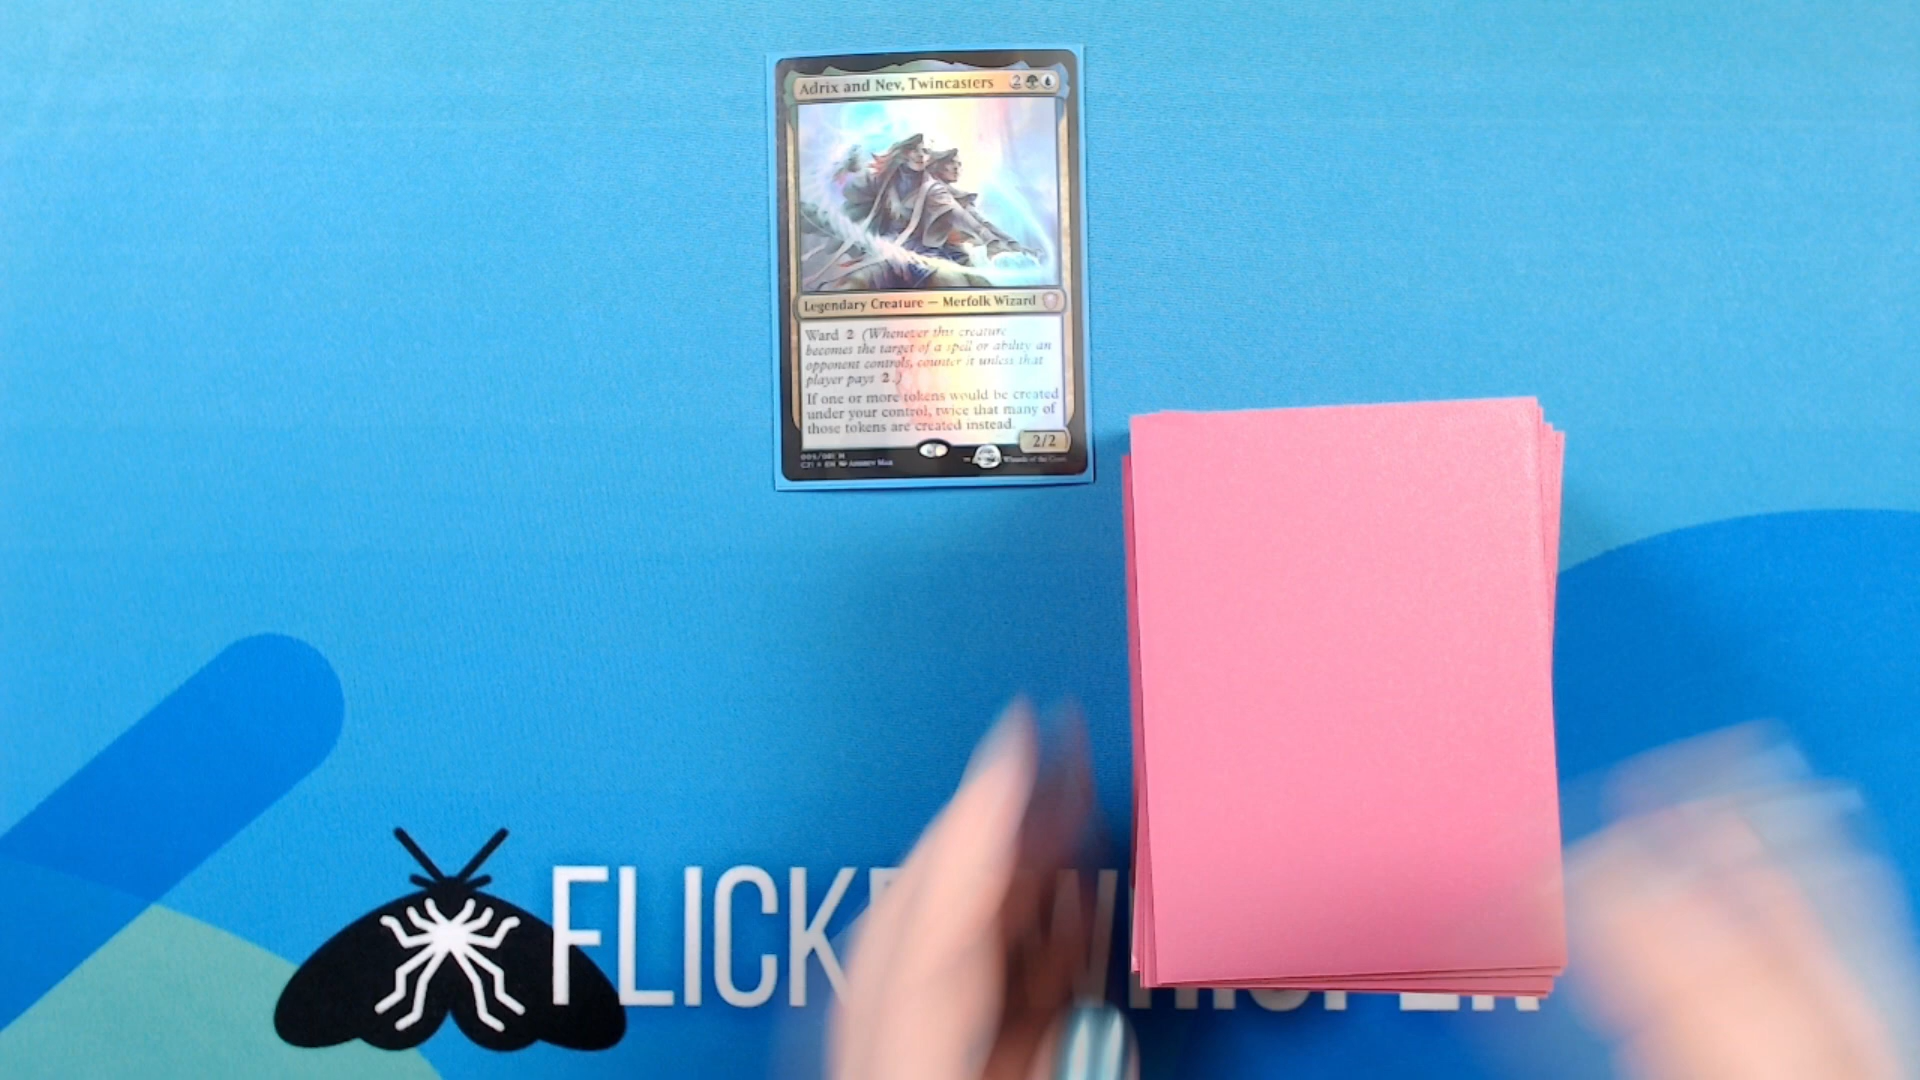 Adrix and Nev, Twincasters 2
Legendary Creature — Merfolk Wizard
Ward 2 (Whenever this creature
becomes the target of a spell or ability an
opponent controls, counter it unless that
player pays 2.)
If one or more tokens would be created
under your control, twice that many of
those tokens are created instead.
2/2
FLICK